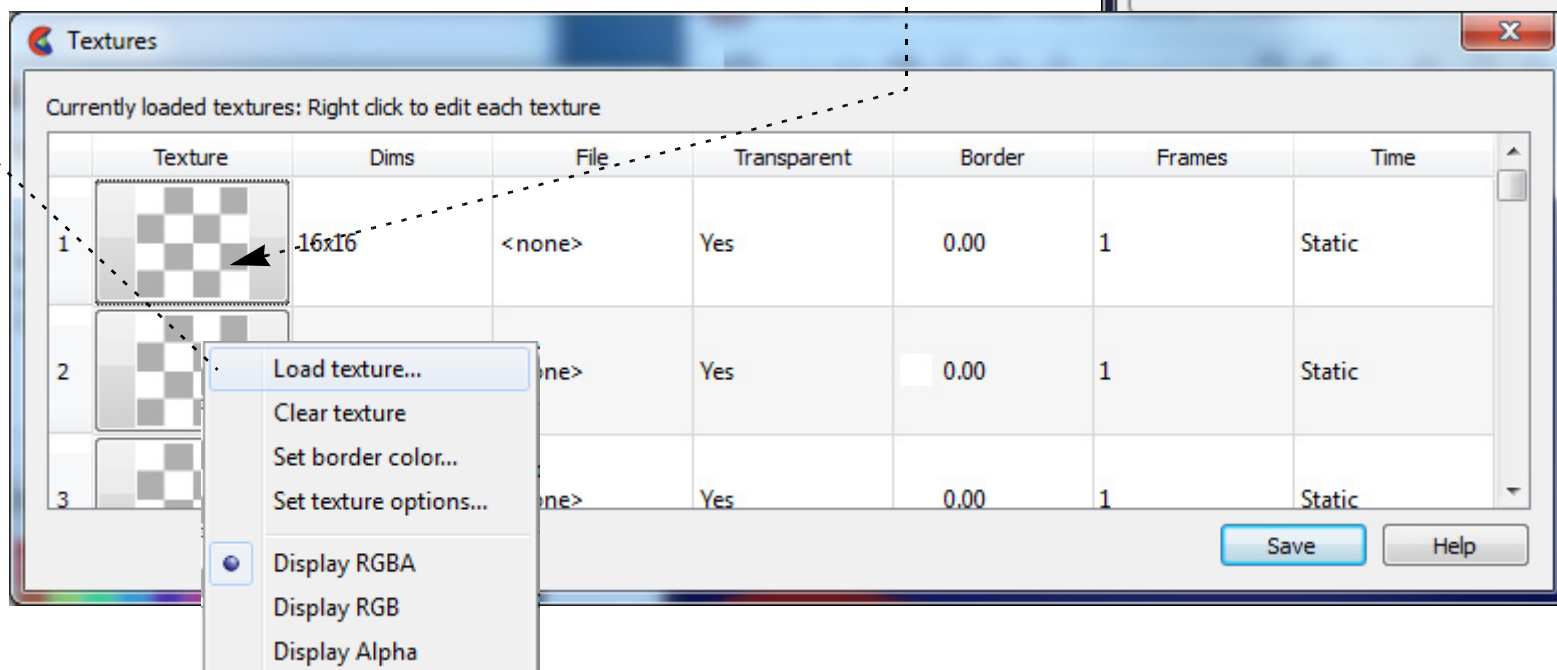 Textures
Currently loaded textures: Right click to edit each texture
Texture Dims File Transparent Border Frames Time
1 16x16 <none> Yes 0.00 1 Static
2 Yes 0.00 1 Static
3 Yes 0.00 1 Static
Load texture...
Clear texture
Set border color...
Set texture options...
Display RGBA
Display RGB
Display Alpha
Save Help